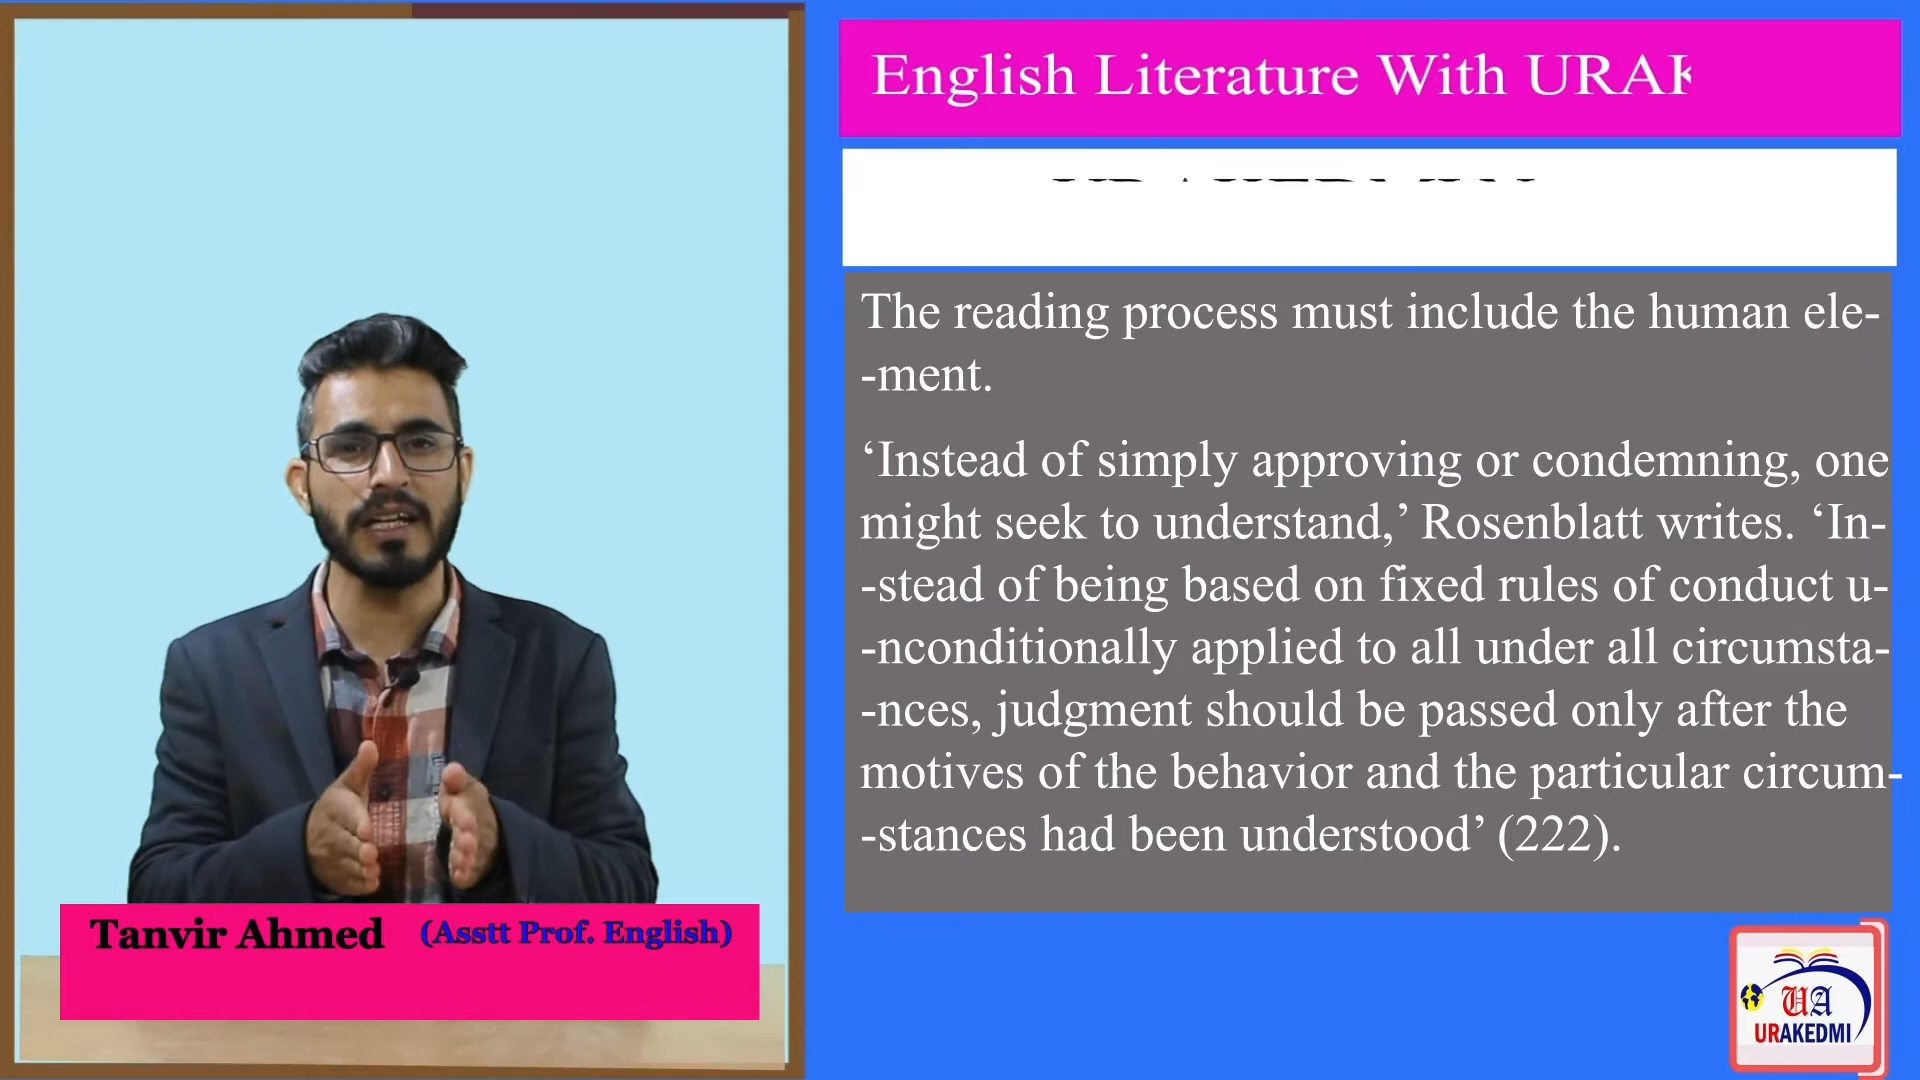 English Literature With URAK
The reading process must include the human ele-
-ment.
‘Instead of simply approving or condemning, one
might seek to understand,’ Rosenblatt writes. ‘In-
-stead of being based on fixed rules of conduct u-
-nconditionally applied to all under all circumsta-
-nces, judgment should be passed only after the
motives of the behavior and the particular circum-
-stances had been understood’ (222).
Tanvir Ahmed (Asstt Prof. English)
UA
URAKEDMI